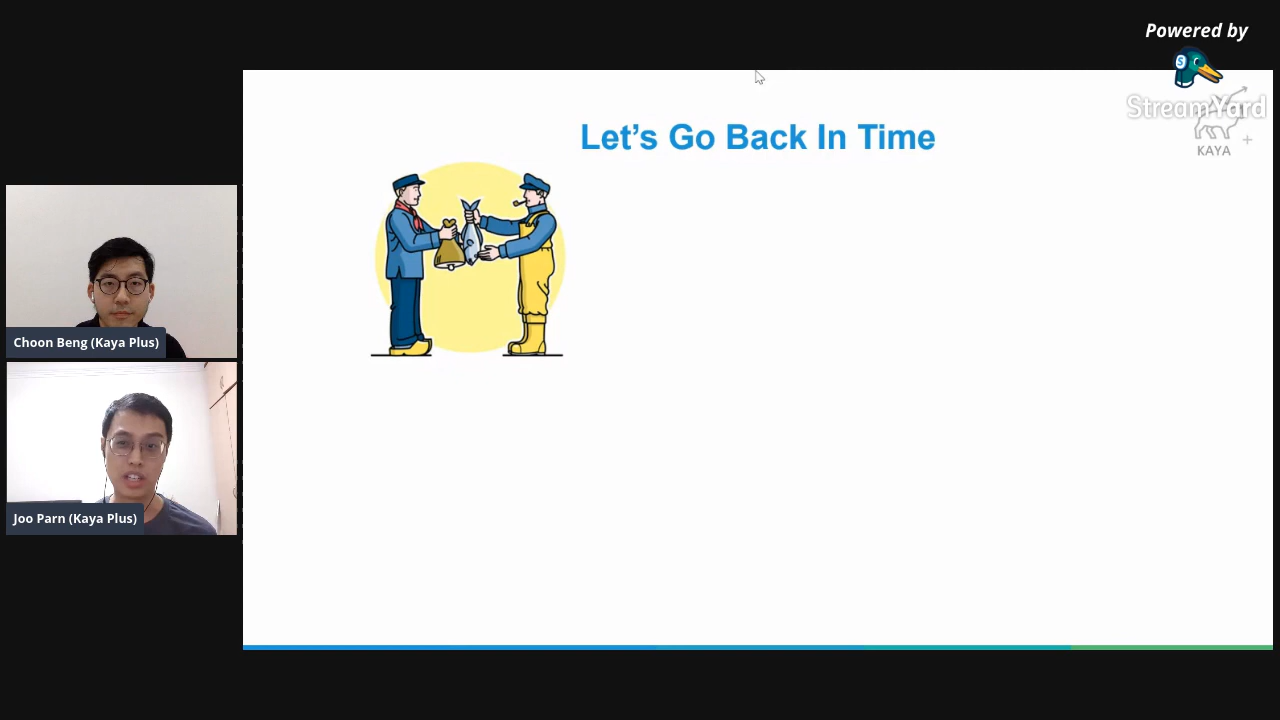 Powered by
StreamYard
KAYA
Let's Go Back In Time
Choon Beng (Kaya Plus)
Joo Parn (Kaya Plus)